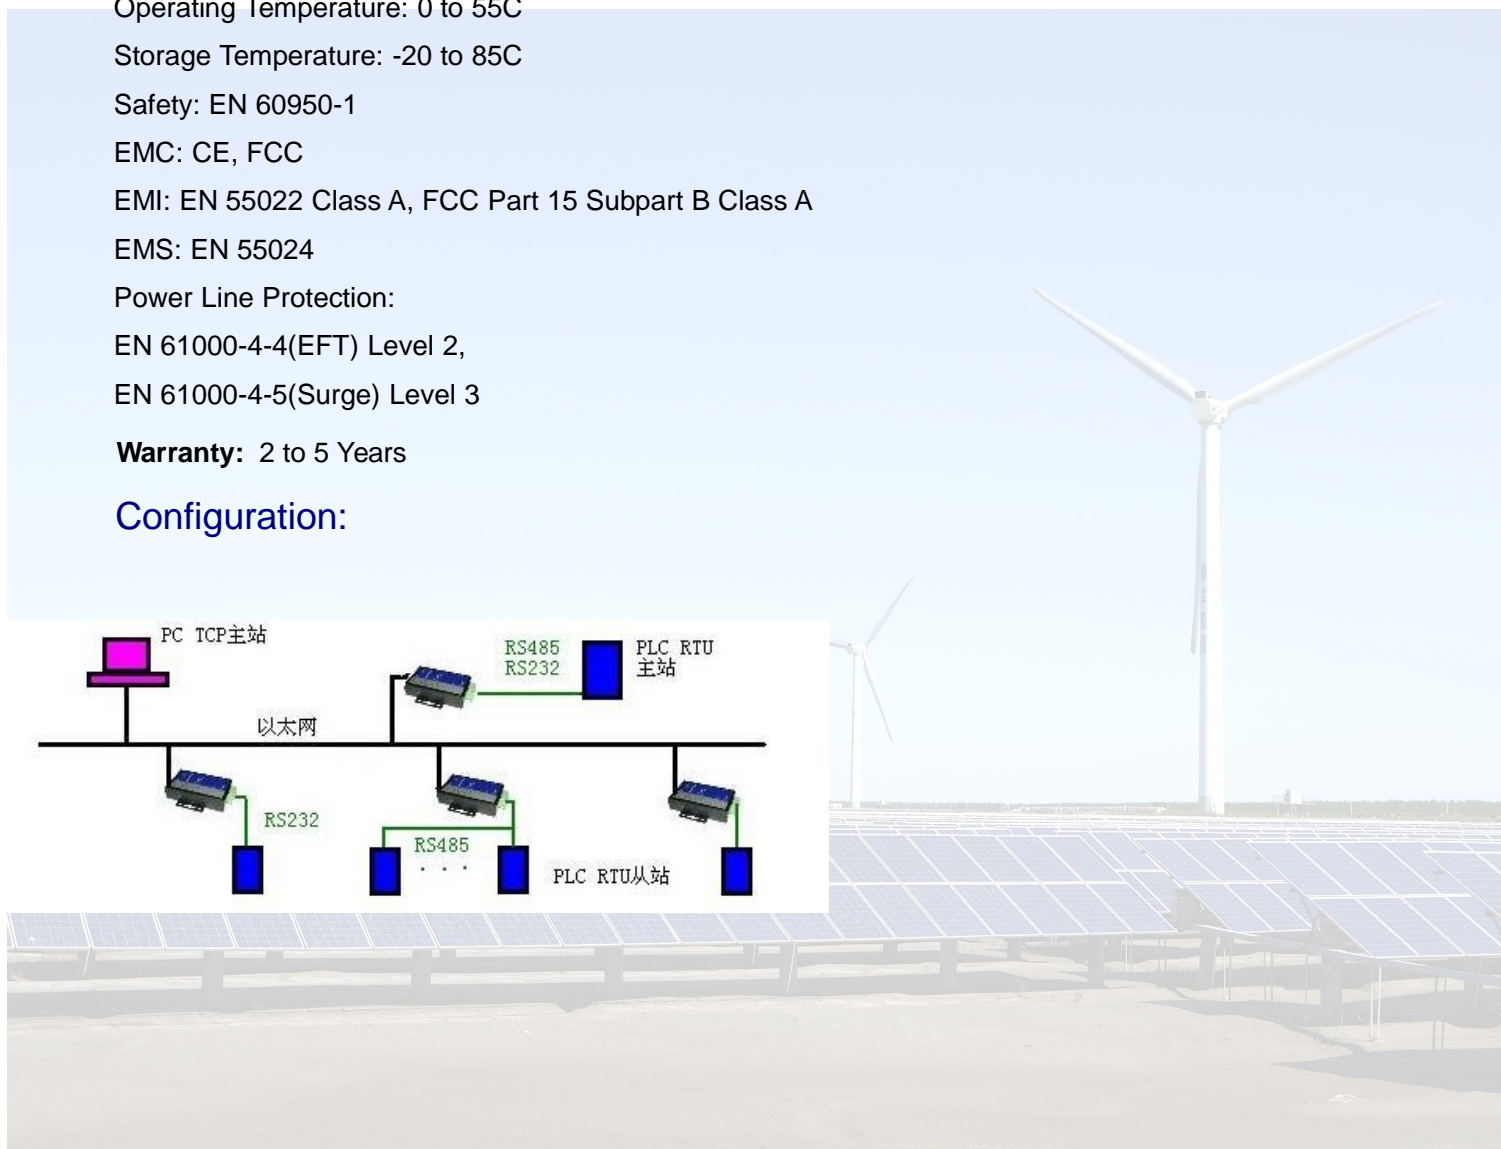 Operating Temperature: 0 to 55C
Storage Temperature: -20 to 85C
Safety: EN 60950-1
EMC: CE, FCC
EMI: EN 55022 Class A, FCC Part 15 Subpart B Class A
EMS: EN 55024
Power Line Protection:
EN 61000-4-4(EFT) Level 2,
EN 61000-4-5(Surge) Level 3
Warranty: 2 to 5 Years
Configuration:
PC TCP主站
RS485
RS232
PLC RTU
主站
以太网
RS232
RS485
. . .
PLC RTU从站